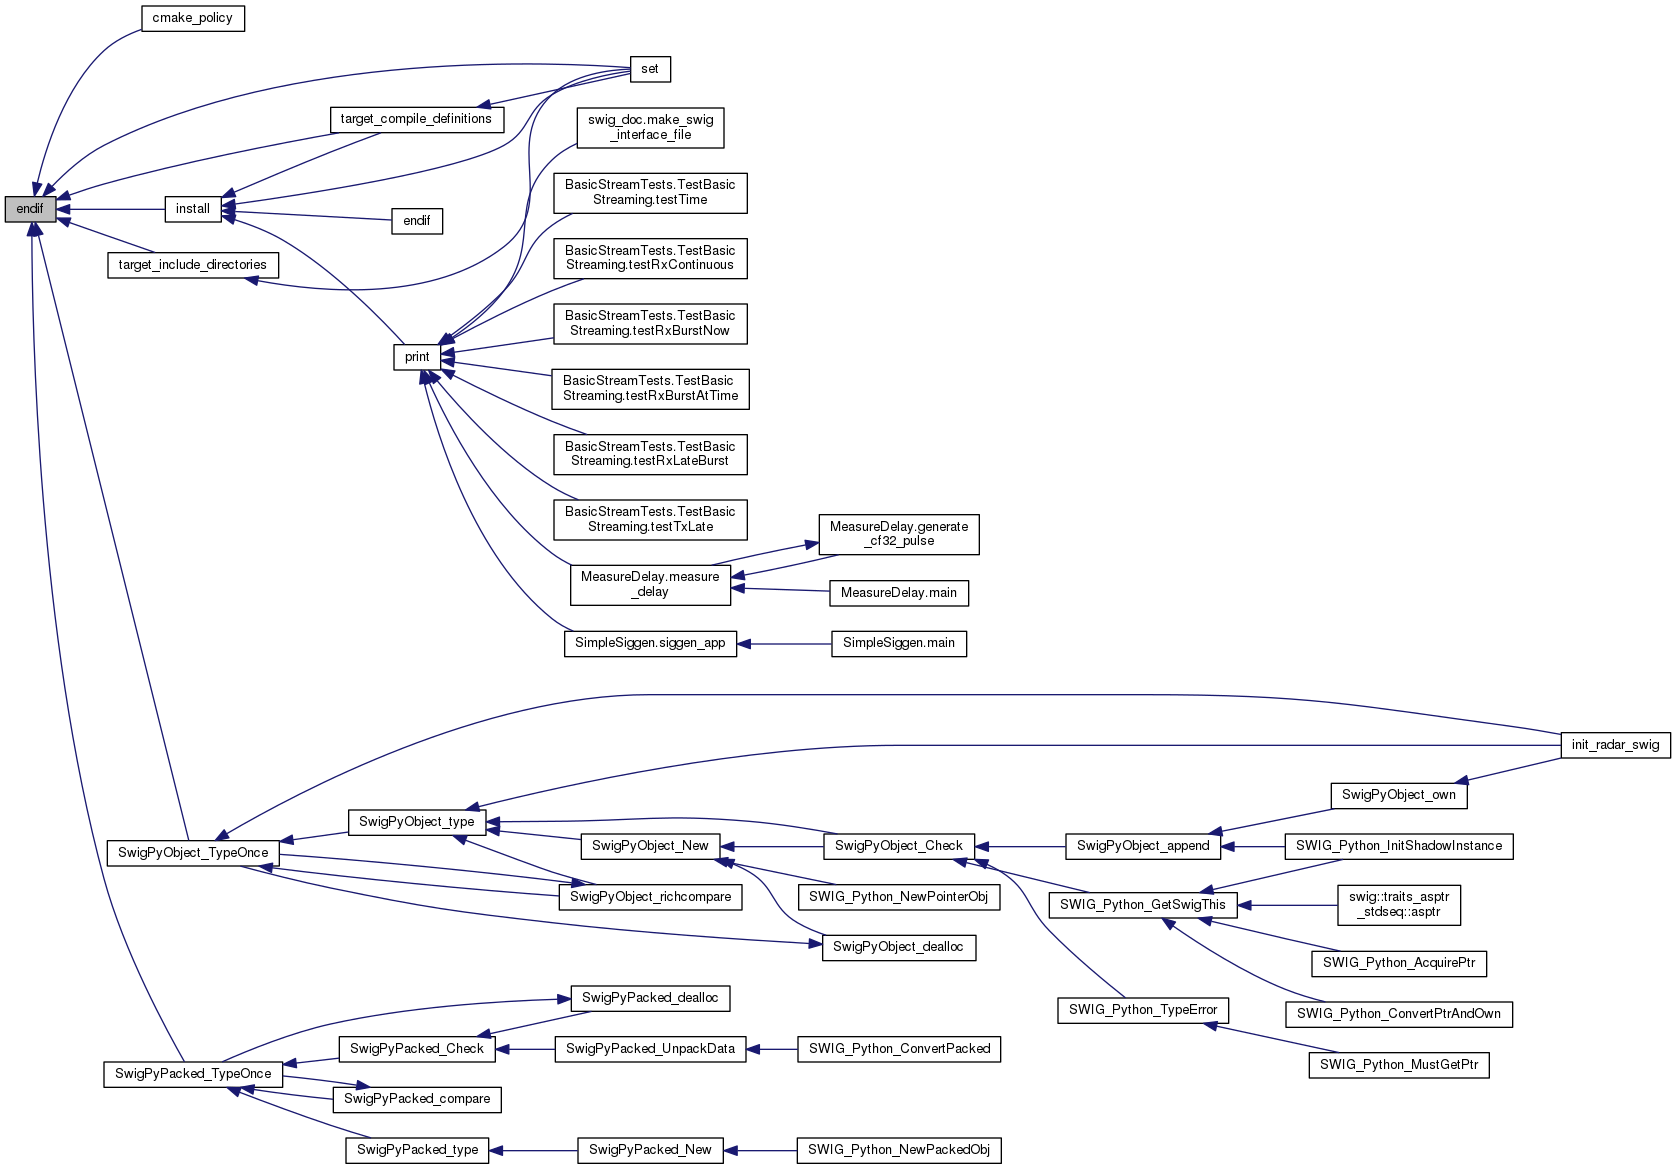 cmake_policy
set
target_compile_definitions
swig_doc.make_swig
_interface_file
BasicStreamTests.TestBasic
Streaming.testTime
endif
install
endif
BasicStreamTests.TestBasic
Streaming.testRxContinuous
target_include_directories
BasicStreamTests.TestBasic
Streaming.testRxBurstNow
print
BasicStreamTests.TestBasic
Streaming.testRxBurstAtTime
BasicStreamTests.TestBasic
Streaming.testRxLateBurst
BasicStreamTests.TestBasic
Streaming.testTxLate
MeasureDelay.generate
_cf32_pulse
MeasureDelay.measure
_delay
MeasureDelay.main
SimpleSiggen.siggen_app
SimpleSiggen.main
init_radar_swig
SwigPyObject_own
SwigPyObject_type
SwigPyObject_TypeOnce
SwigPyObject_New
SwigPyObject_Check
SwigPyObject_append
SWIG_Python_InitShadowInstance
SwigPyObject_richcompare
SWIG_Python_NewPointerObj
SWIG_Python_GetSwigThis
swig::traits_asptr
_stdseq::asptr
SwigPyObject_dealloc
SWIG_Python_AcquirePtr
SwigPyPacked_dealloc
SWIG_Python_TypeError
SWIG_Python_ConvertPtrAndOwn
SwigPyPacked_Check
SwigPyPacked_UnpackData
SWIG_Python_ConvertPacked
SWIG_Python_MustGetPtr
SwigPyPacked_TypeOnce
SwigPyPacked_compare
SwigPyPacked_type
SwigPyPacked_New
SWIG_Python_NewPackedObj